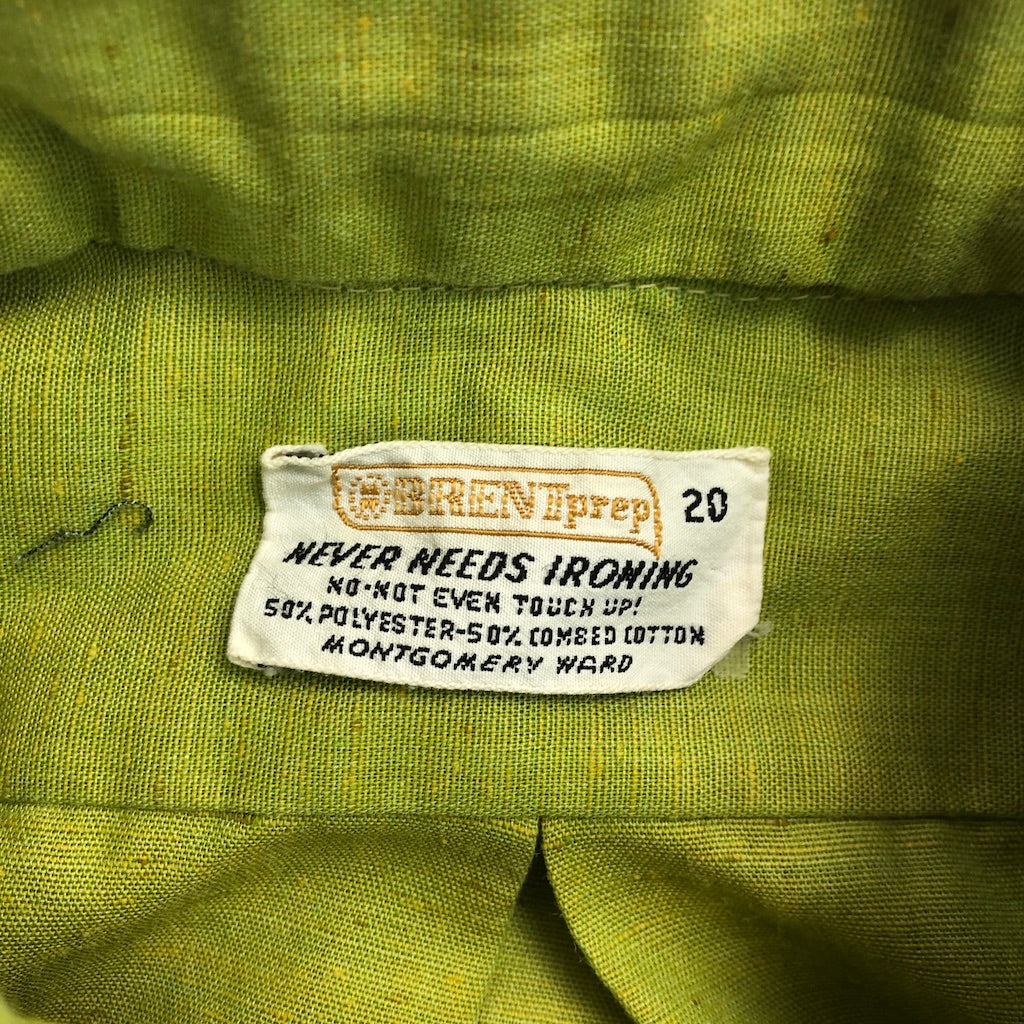 BRENTprep 20
NEVER NEEDS IRONING
NO-NOT EVEN TOUCH UP!
50% POLYESTER-50% COMBED COTTON
MONTGOMERY WARD